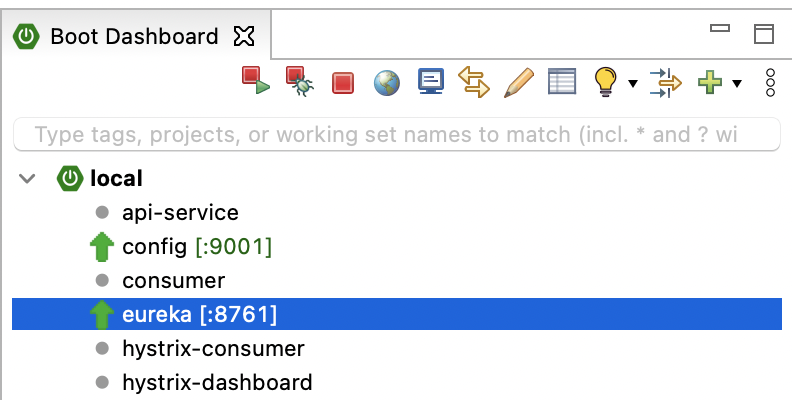 Boot Dashboard
Type tags, projects, or working set names to match (incl. * and ? wi
local
api-service
config [:9001]
consumer
eureka [:8761]
hystrix-consumer
hystrix-dashboard